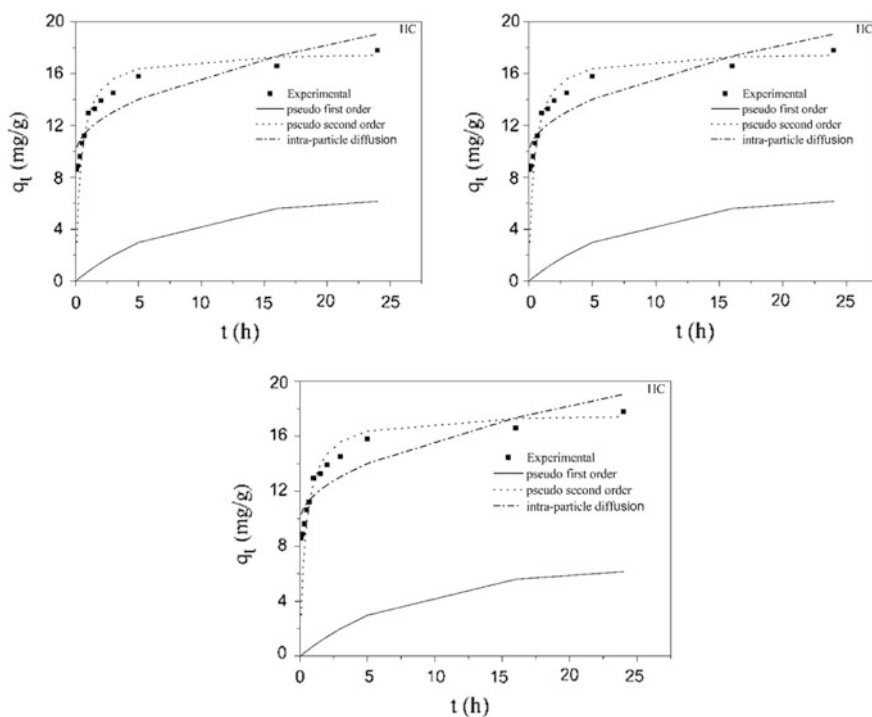 20
16
12
8
4
0
qt (mg/g)
HC
Experimental
pseudo first order
pseudo second order
intra-particle diffusion
0 5 10 15 20 25
t (h)
20
16
12
8
4
0
qt (mg/g)
HC
Experimental
pseudo first order
pseudo second order
intra-particle diffusion
0 5 10 15 20 25
t (h)
20
16
12
8
4
0
qt (mg/g)
HC
Experimental
pseudo first order
pseudo second order
intra-particle diffusion
0 5 10 15 20 25
t (h)